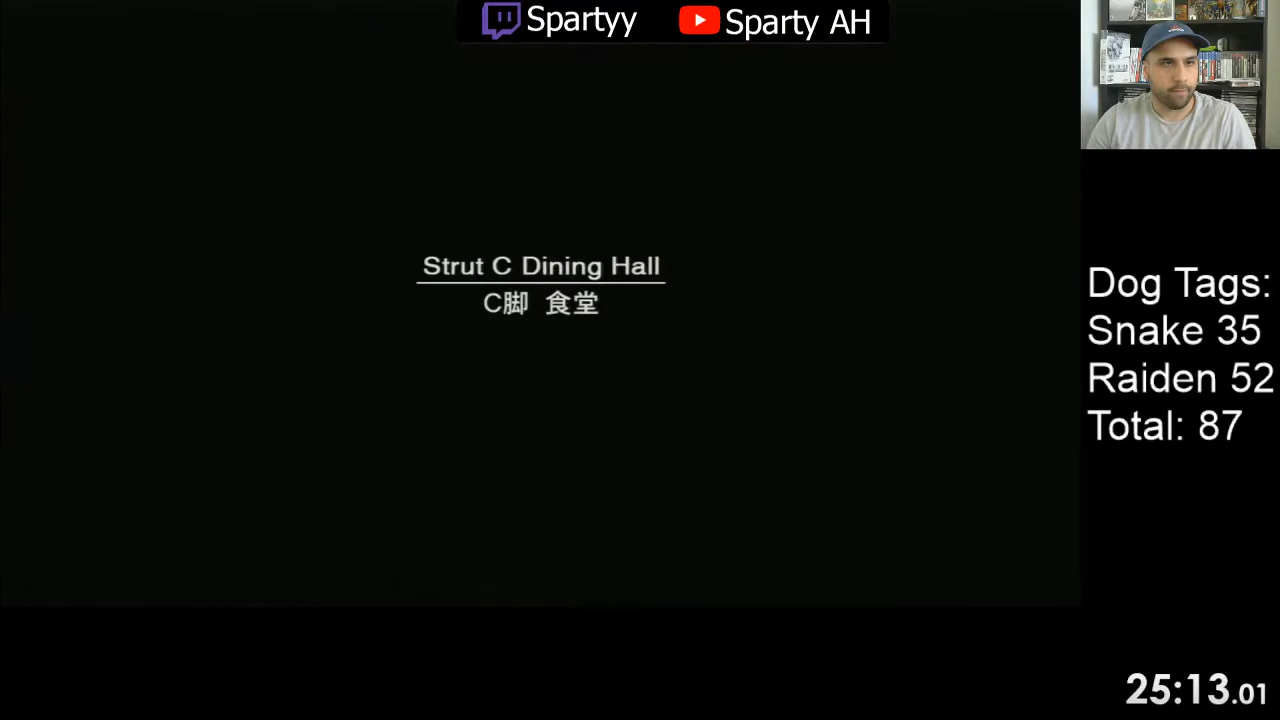 Spartyy
Sparty AH
Strut C Dining Hall
C脚 食堂
Dog Tags:
Snake 35
Raiden 52
Total: 87
25:13.01